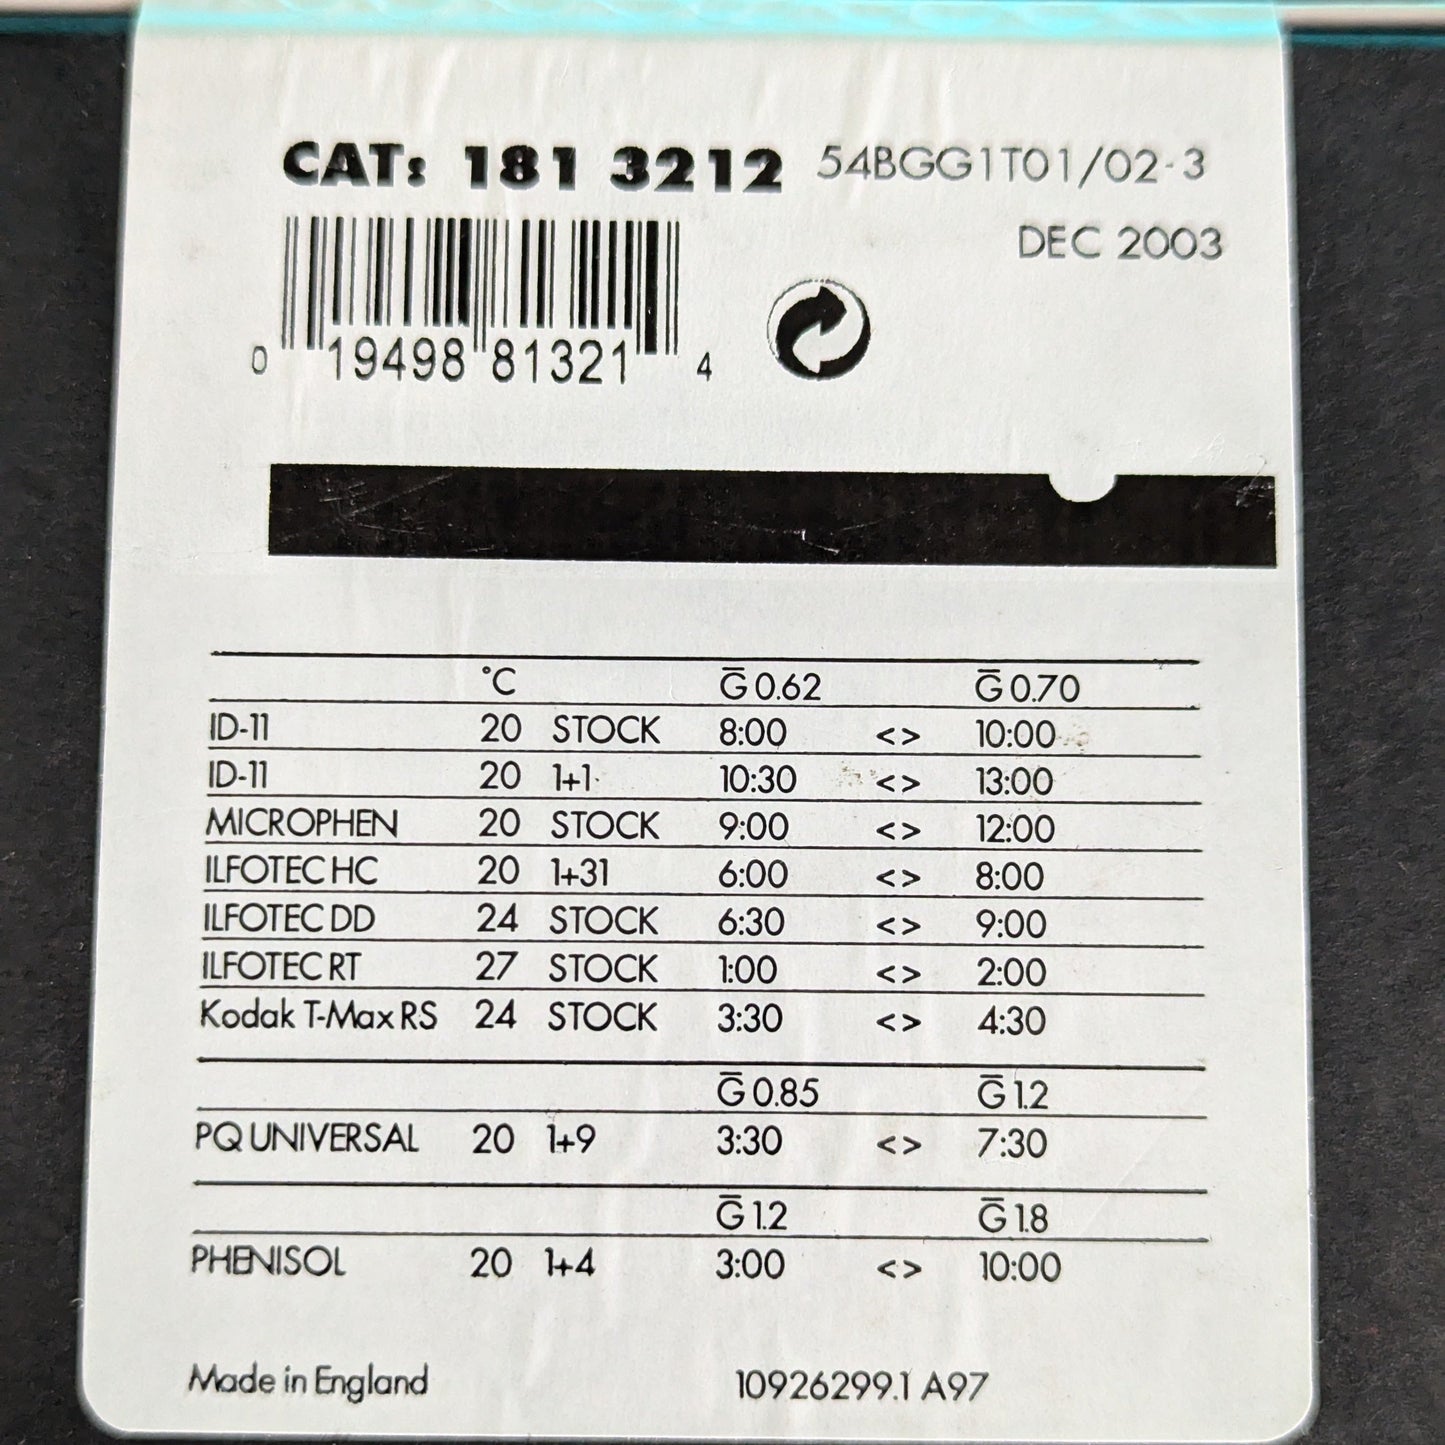 CAT: 181 3212 54BGG1T01/02-3
DEC 2003
0 19498 81321 4
°C G̅ 0.62 G̅ 0.70
ID-11 20 STOCK 8:00 <> 10:00
ID-11 20 1+1 10:30 <> 13:00
MICROPHEN 20 STOCK 9:00 <> 12:00
ILFOTEC HC 20 1+31 6:00 <> 8:00
ILFOTEC DD 24 STOCK 6:30 <> 9:00
ILFOTEC RT 27 STOCK 1:00 <> 2:00
Kodak T-Max RS 24 STOCK 3:30 <> 4:30
G̅ 0.85 G̅ 1.2
PQ UNIVERSAL 20 1+9 3:30 <> 7:30
G̅ 1.2 G̅ 1.8
PHENISOL 20 1+4 3:00 <> 10:00
Made in England 10926299.1 A97